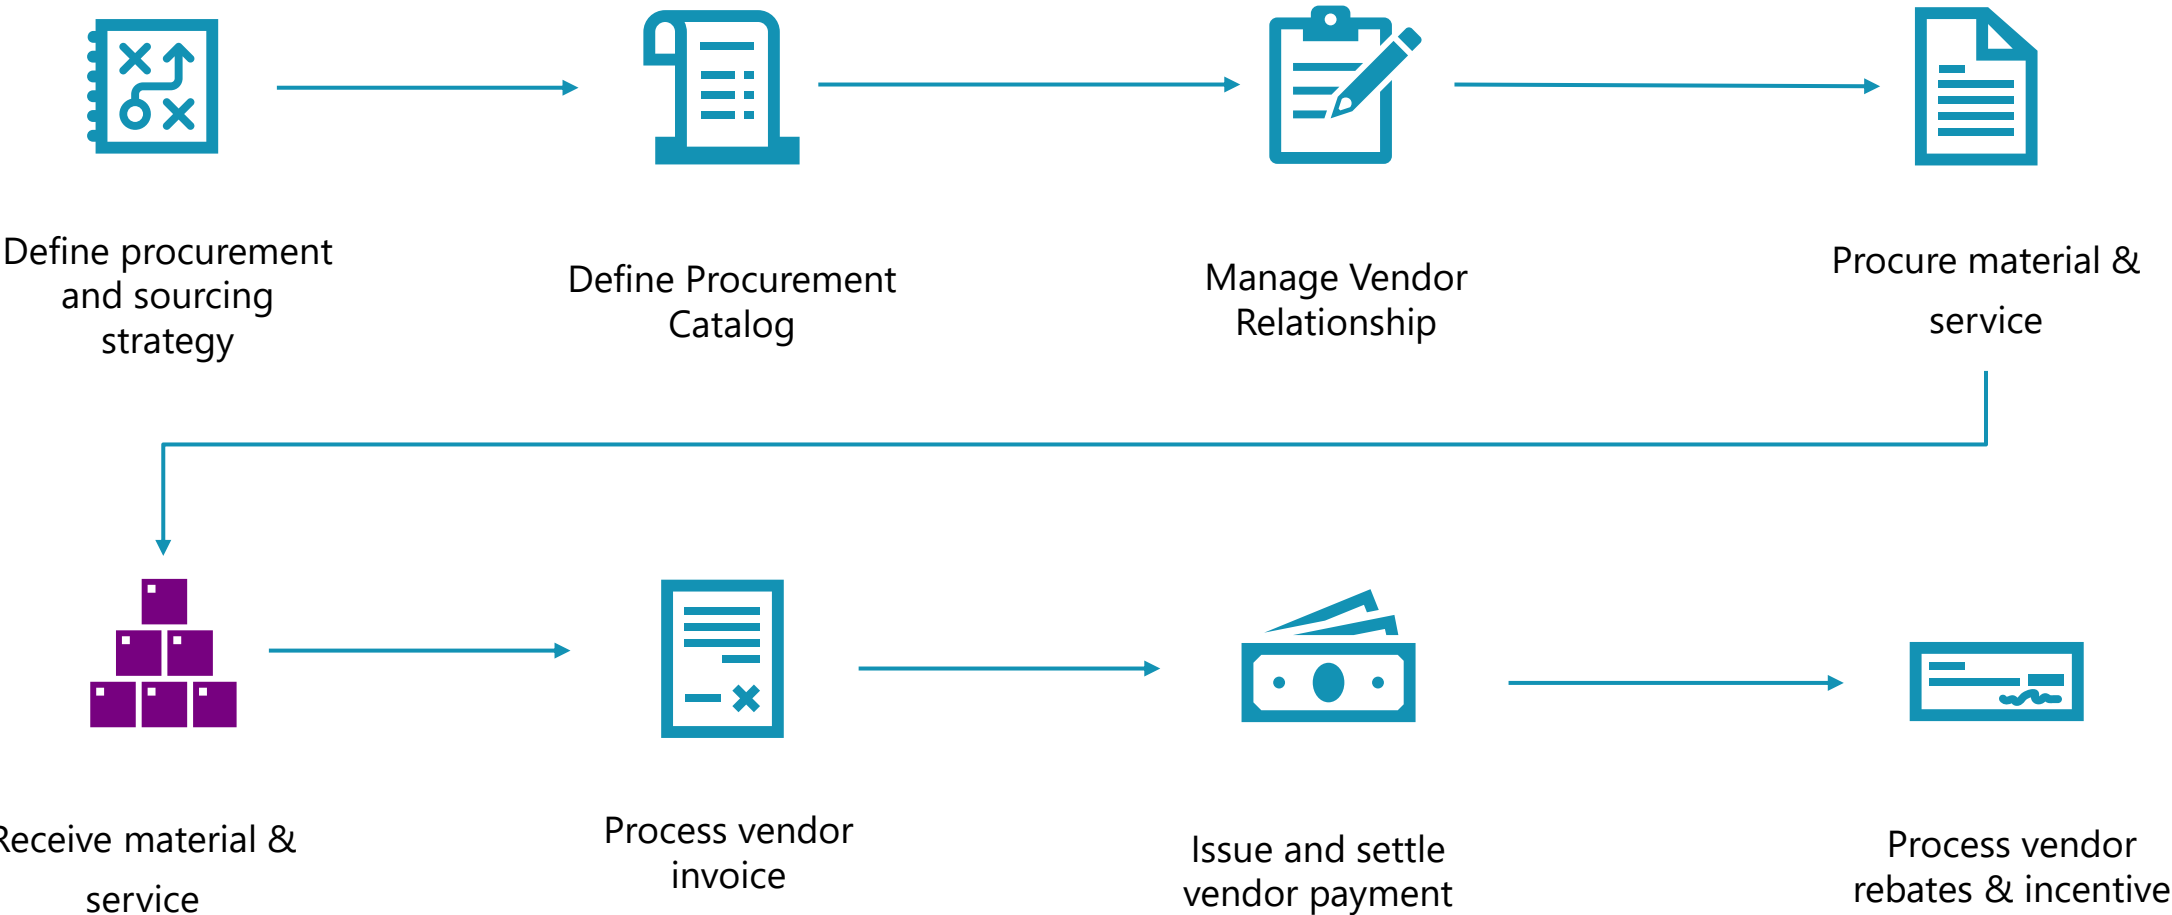 Define procurement
and sourcing
strategy
Define Procurement
Catalog
Manage Vendor
Relationship
Procure material &
service
Receive material &
service
Process vendor
invoice
Issue and settle
vendor payment
Process vendor
rebates & incentive